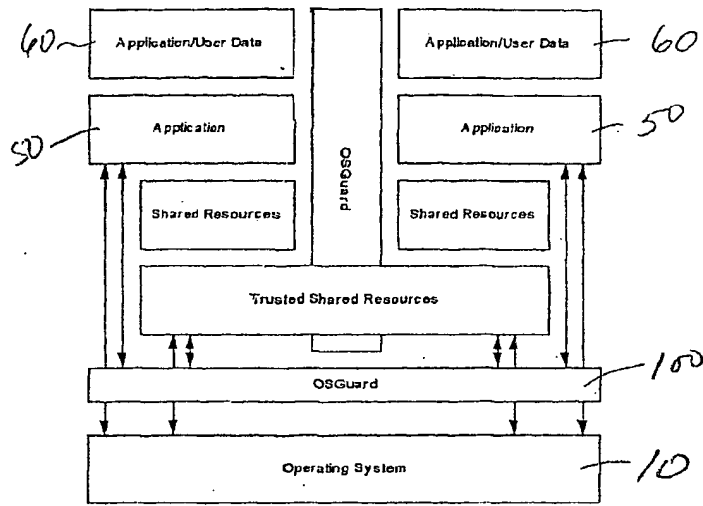 60 Application/User Data Application/User Data 60
50 Application Application 50
OSGuard
Shared Resources Shared Resources
Trusted Shared Resources
OSGuard 100
Operating System 10